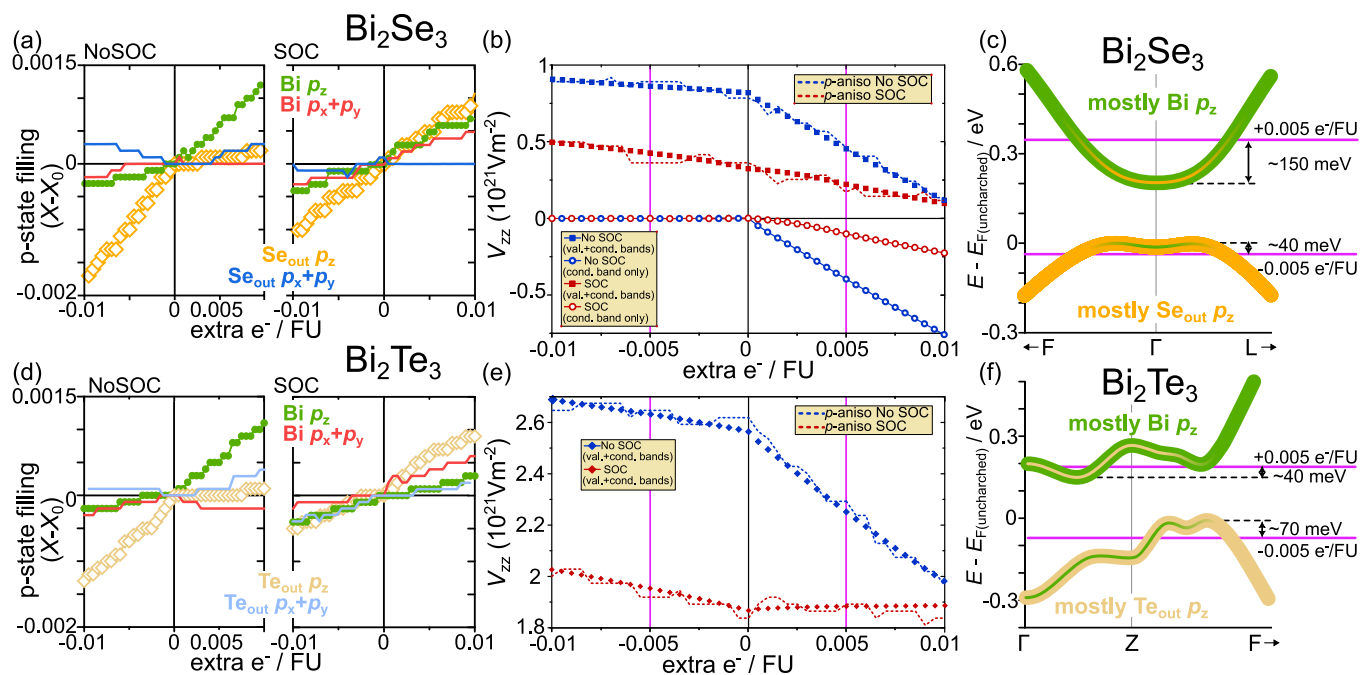 Bi2Se3
(a)
NoSOC
SOC
0.0015
p-state filling
(X-X0)
0
-0.002
Bi pz
Bi px+py
Seout pz
Seout px+py
-0.01 0 0.005
-0.01 0 0.01
extra e- / FU
(b)
Vzz (1021Vm-2)
1
0.5
0
-0.5
p-aniso No SOC
p-aniso SOC
No SOC
(val.+cond. bands)
No SOC
(cond. band only)
SOC
(val.+cond. bands)
SOC
(cond. band only)
-0.01 -0.005 0 0.005 0.01
extra e- / FU
(c)
Bi2Se3
E - EF(uncharched) / eV
0.6
0.3
0
-0.3
mostly Bi pz
+0.005 e-/FU
~150 meV
~40 meV
-0.005 e-/FU
mostly Seout pz
←F Γ L→
Bi2Te3
(d)
NoSOC
SOC
0.0015
p-state filling
(X-X0)
0
-0.002
Bi pz
Bi px+py
Teout pz
Teout px+py
-0.01 0 0.005
-0.01 0 0.01
extra e- / FU
(e)
Vzz (1021Vm-2)
2.6
2.4
2.2
2
1.8
p-aniso No SOC
p-aniso SOC
No SOC
(val.+cond. bands)
SOC
(val.+cond. bands)
-0.01 -0.005 0 0.005 0.01
extra e- / FU
(f)
Bi2Te3
E - EF(uncharched) / eV
0.3
0
-0.3
mostly Bi pz
+0.005 e-/FU
~40 meV
~70 meV
-0.005 e-/FU
mostly Teout pz
Γ Z F→